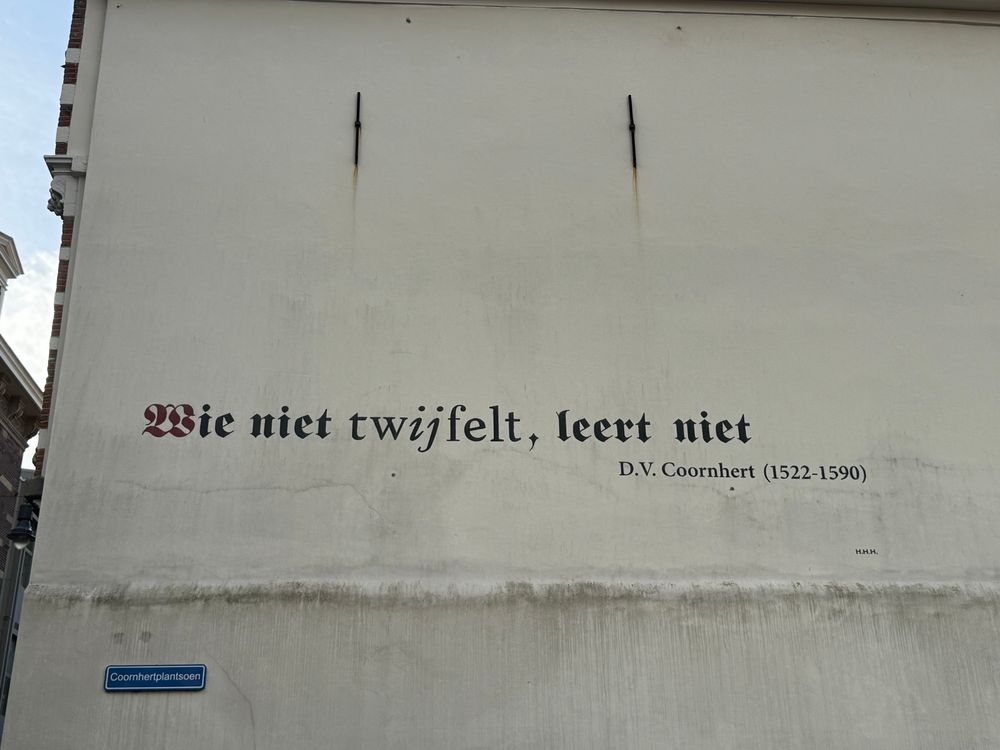 Wie niet twijfelt, leert niet
D.V. Coornhert (1522-1590)
H.H.H.
Coornhertplantsoen